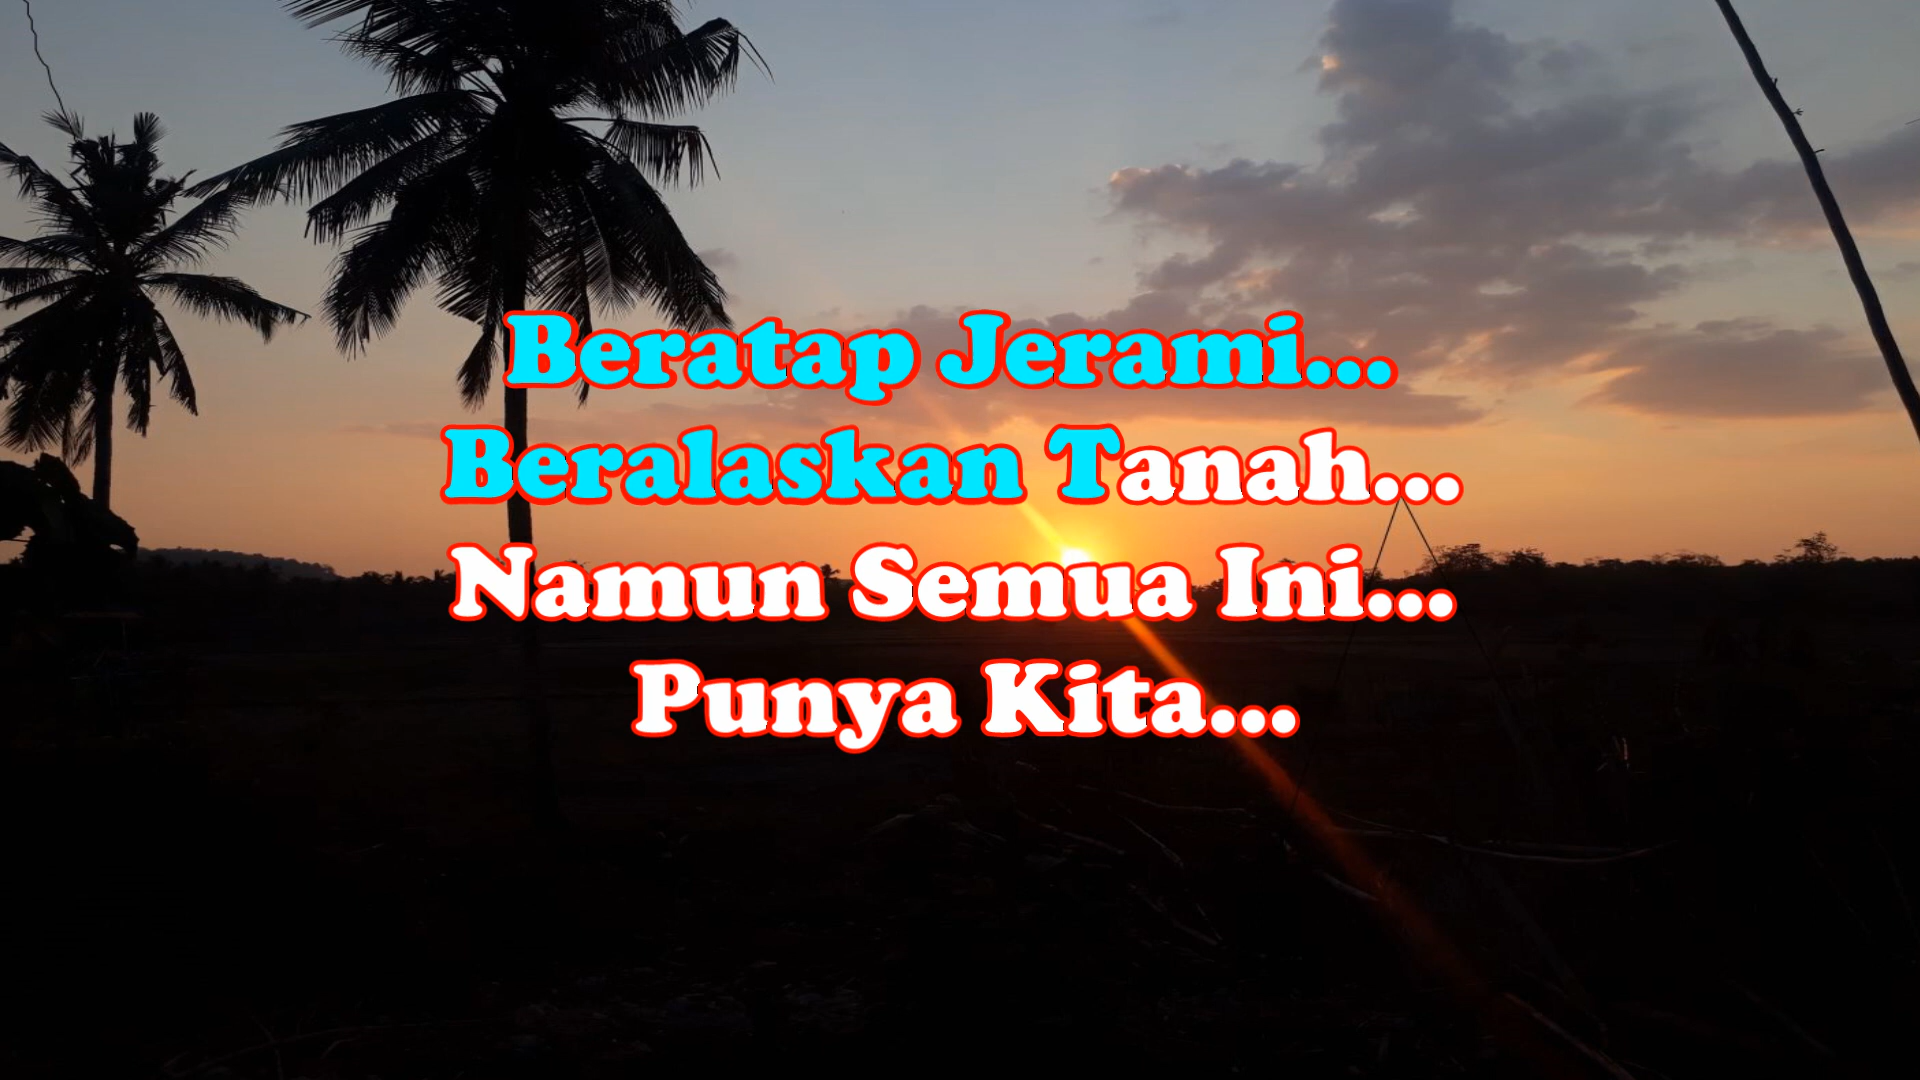 Beratap Jerami...
Beralaskan Tanah...
Namun Semua Ini...
Punya Kita...